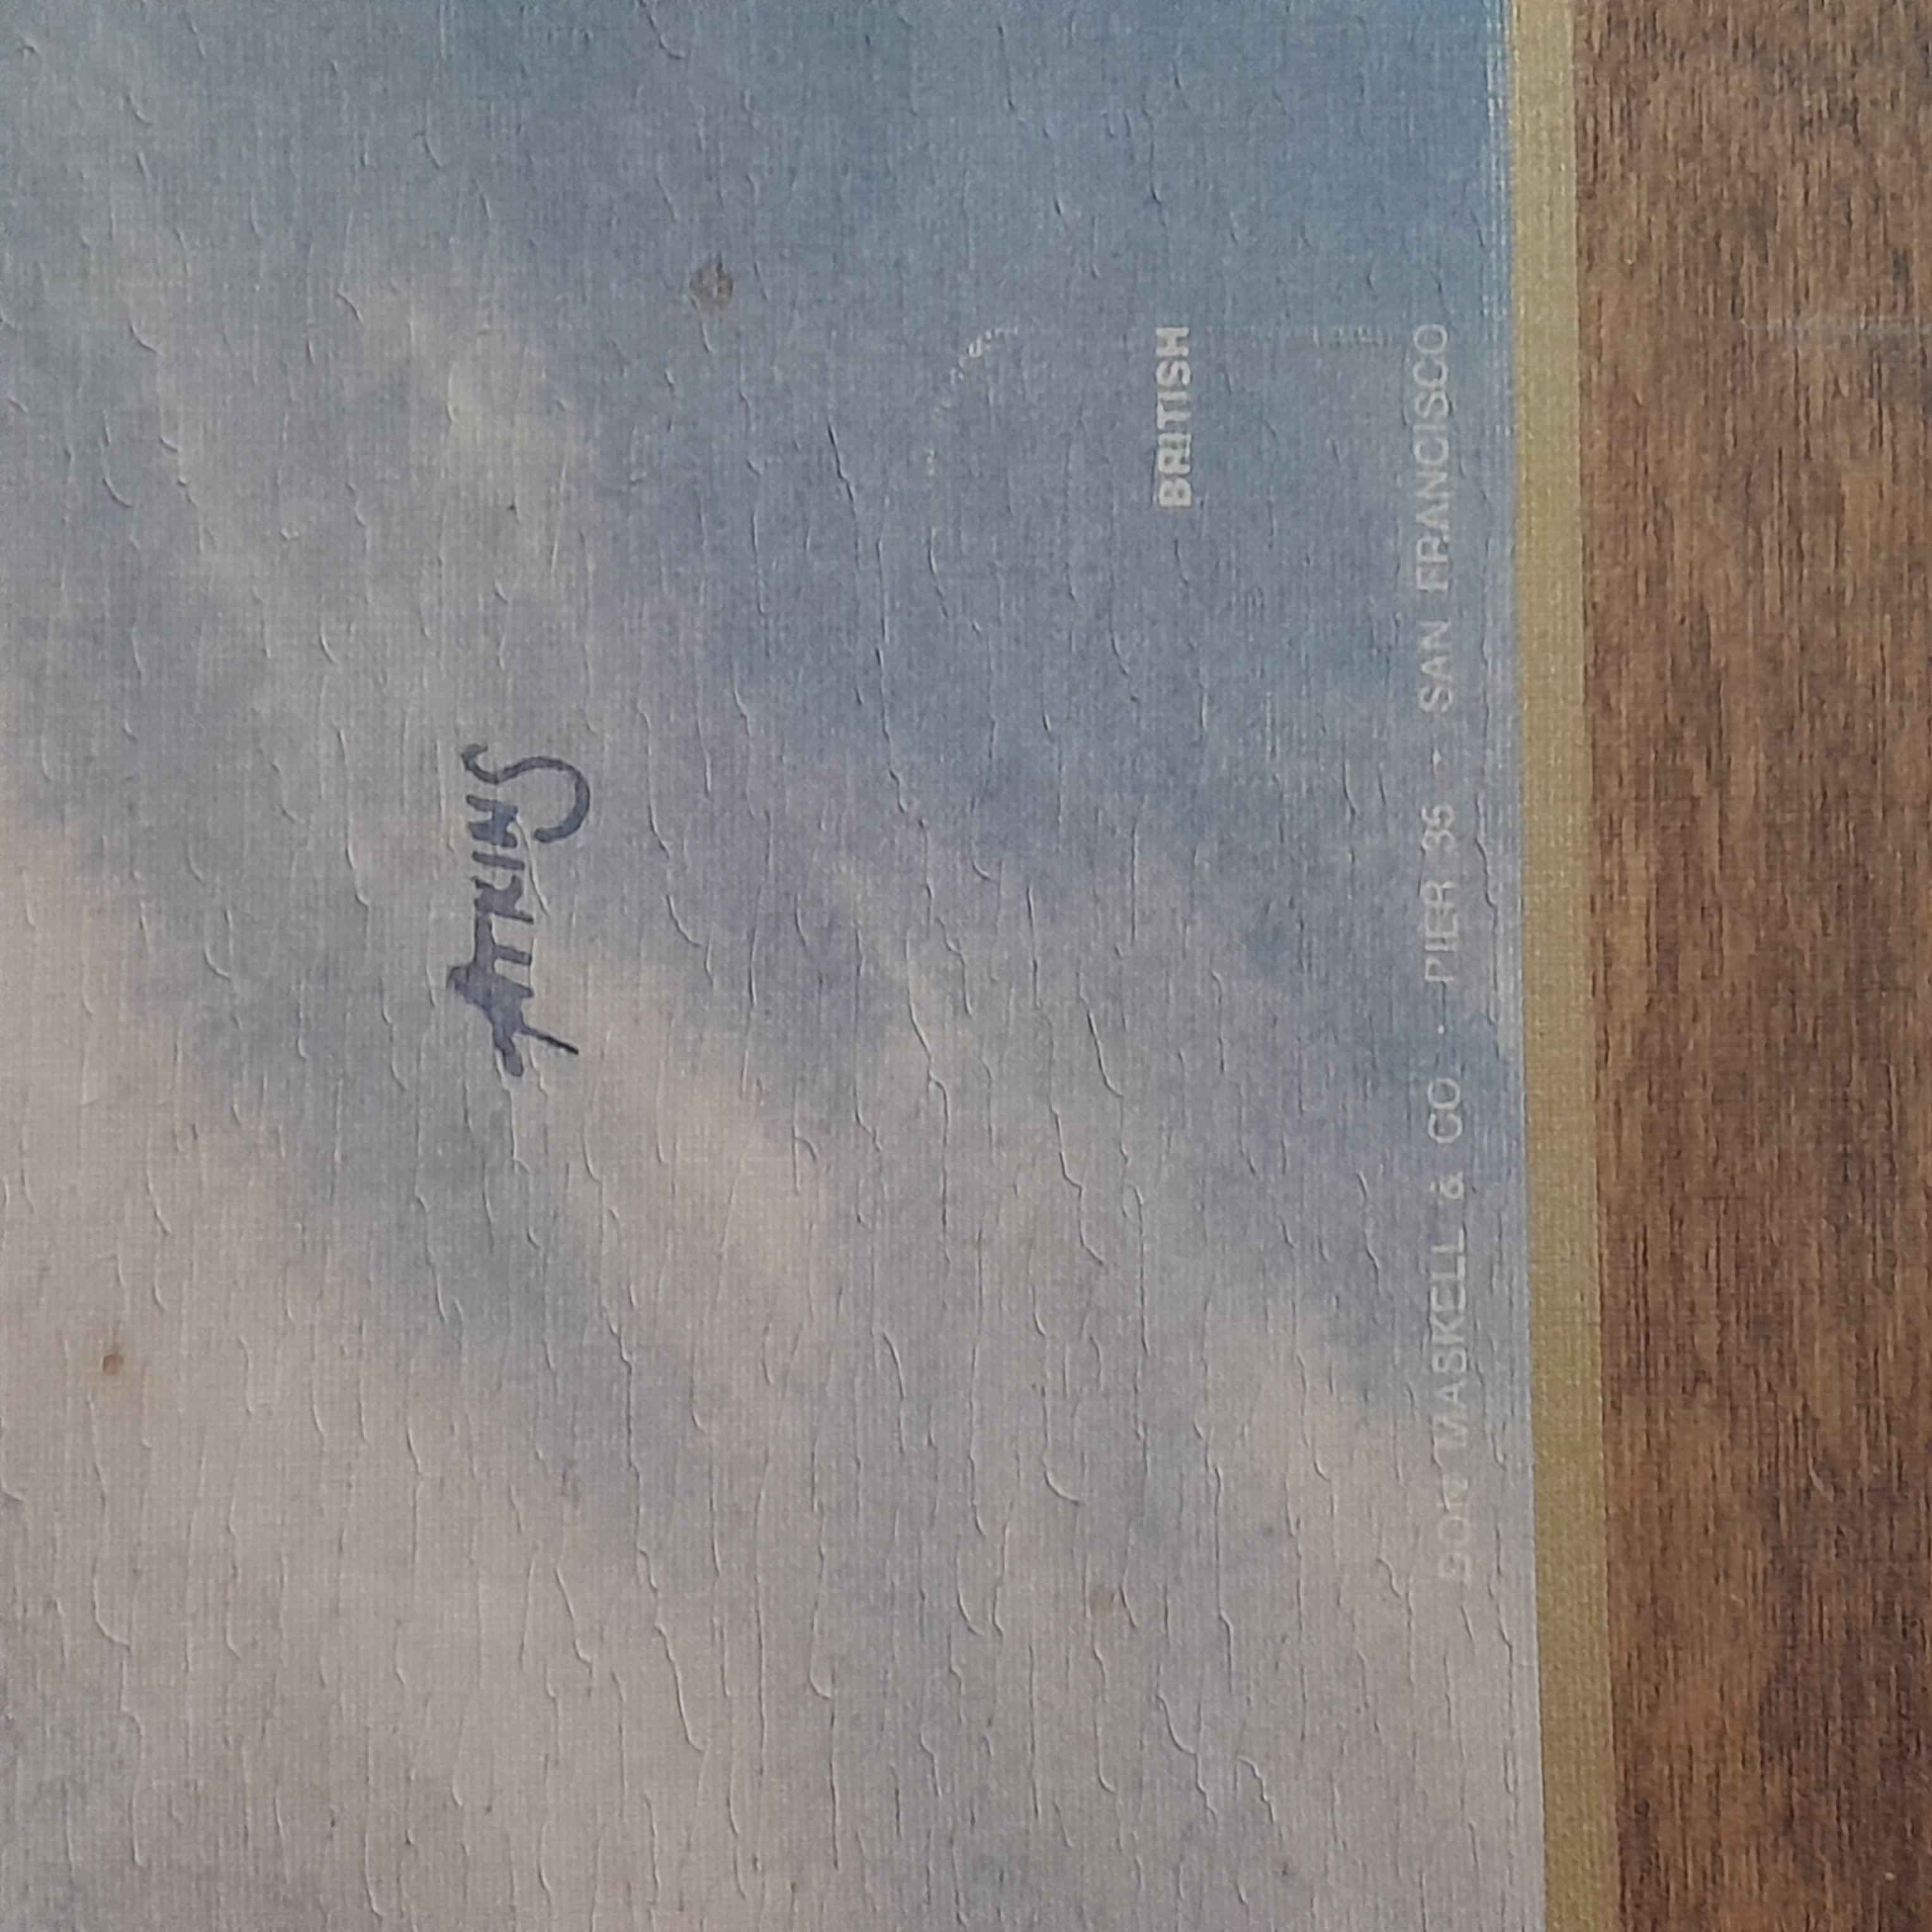 ATKINS
BRITISH
DON MASKELL & CO. - PIER 35 - SAN FRANCISCO